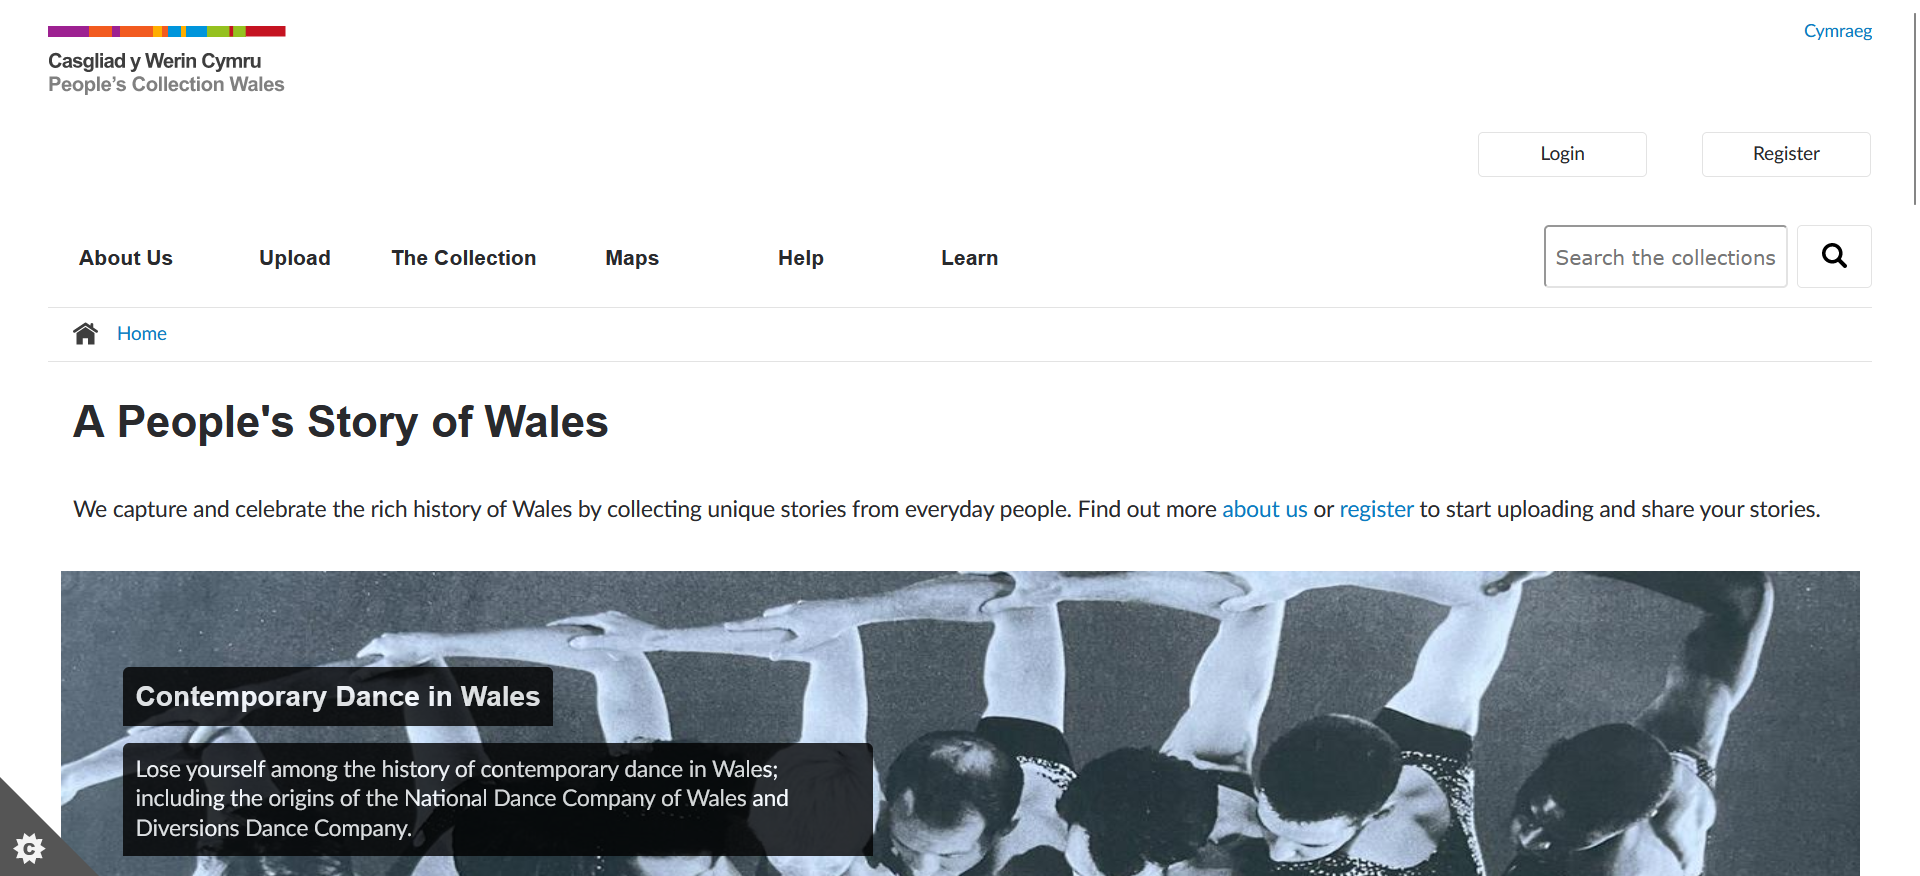 Casgliad y Werin Cymru
People's Collection Wales
Cymraeg
Login
Register
About Us
Upload
The Collection
Maps
Help
Learn
Search the collections
Home
A People's Story of Wales
We capture and celebrate the rich history of Wales by collecting unique stories from everyday people. Find out more about us or register to start uploading and share your stories.
Contemporary Dance in Wales
Lose yourself among the history of contemporary dance in Wales;
including the origins of the National Dance Company of Wales and
Diversions Dance Company.
C